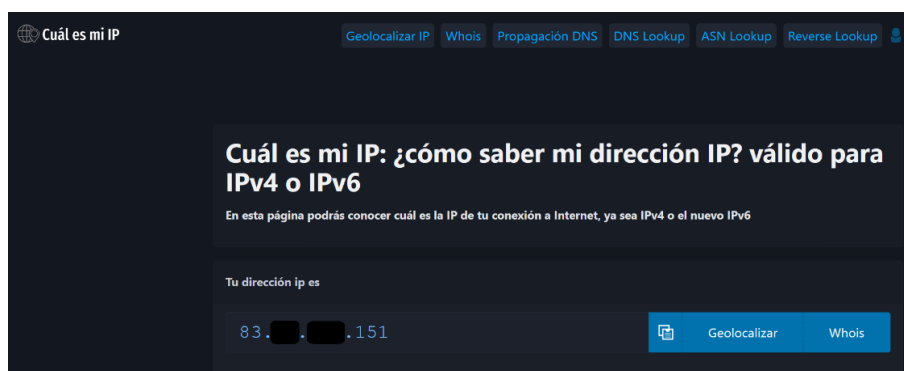 Cuál es mi IP
Geolocalizar IP Whois Propagación DNS DNS Lookup ASN Lookup Reverse Lookup
Cuál es mi IP: ¿cómo saber mi dirección IP? válido para
IPv4 o IPv6
En esta página podrás conocer cuál es la IP de tu conexión a Internet, ya sea IPv4 o el nuevo IPv6
Tu dirección ip es
83. . .151
Geolocalizar Whois